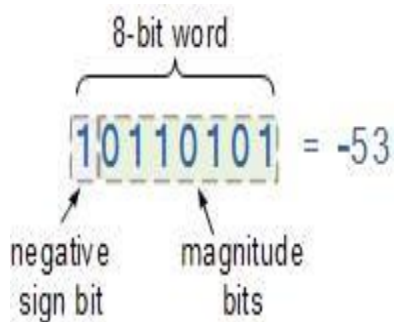 8-bit word
10110101 = -53
negative
sign bit
magnitude
bits